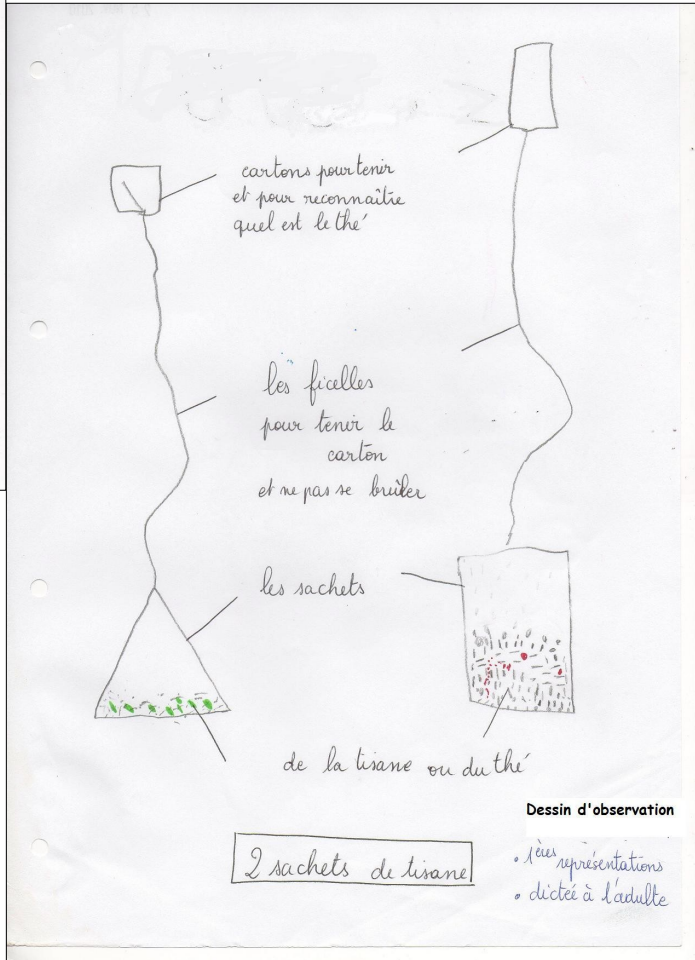 cartons pour tenir
et pour reconnaître
quel est le thé
les ficelles
pour tenir le
carton
et ne pas se brûler
les sachets
de la tisane ou du thé
Dessin d'observation
2 sachets de tisane
• 1ères représentations
• dictée à l'adulte